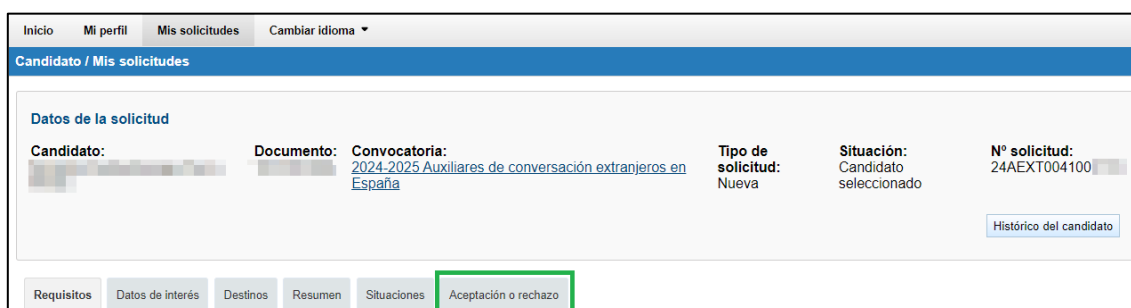 Inicio Mi perfil Mis solicitudes Cambiar idioma
Candidato / Mis solicitudes
Datos de la solicitud
Candidato: Documento: Convocatoria: Tipo de Situación: Nº solicitud:
2024-2025 Auxiliares de conversación extranjeros en solicitud: Candidato 24AEXT004100
España Nueva seleccionado
Histórico del candidato
Requisitos Datos de interés Destinos Resumen Situaciones Aceptación o rechazo